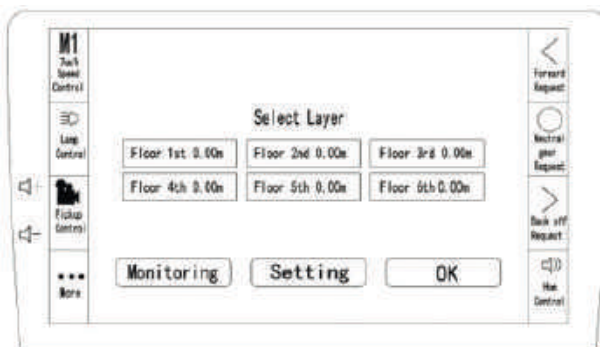 M1
Speed
Control
Lamp
Control
Pickup
Control
More
Select Layer
Floor 1st 0.00m
Floor 2nd 0.00m
Floor 3rd 0.00m
Floor 4th 0.00m
Floor 5th 0.00m
Floor 6th 0.00m
Monitoring
Setting
OK
Forward
Request
Neutral
gear
Request
Back off
Request
Control